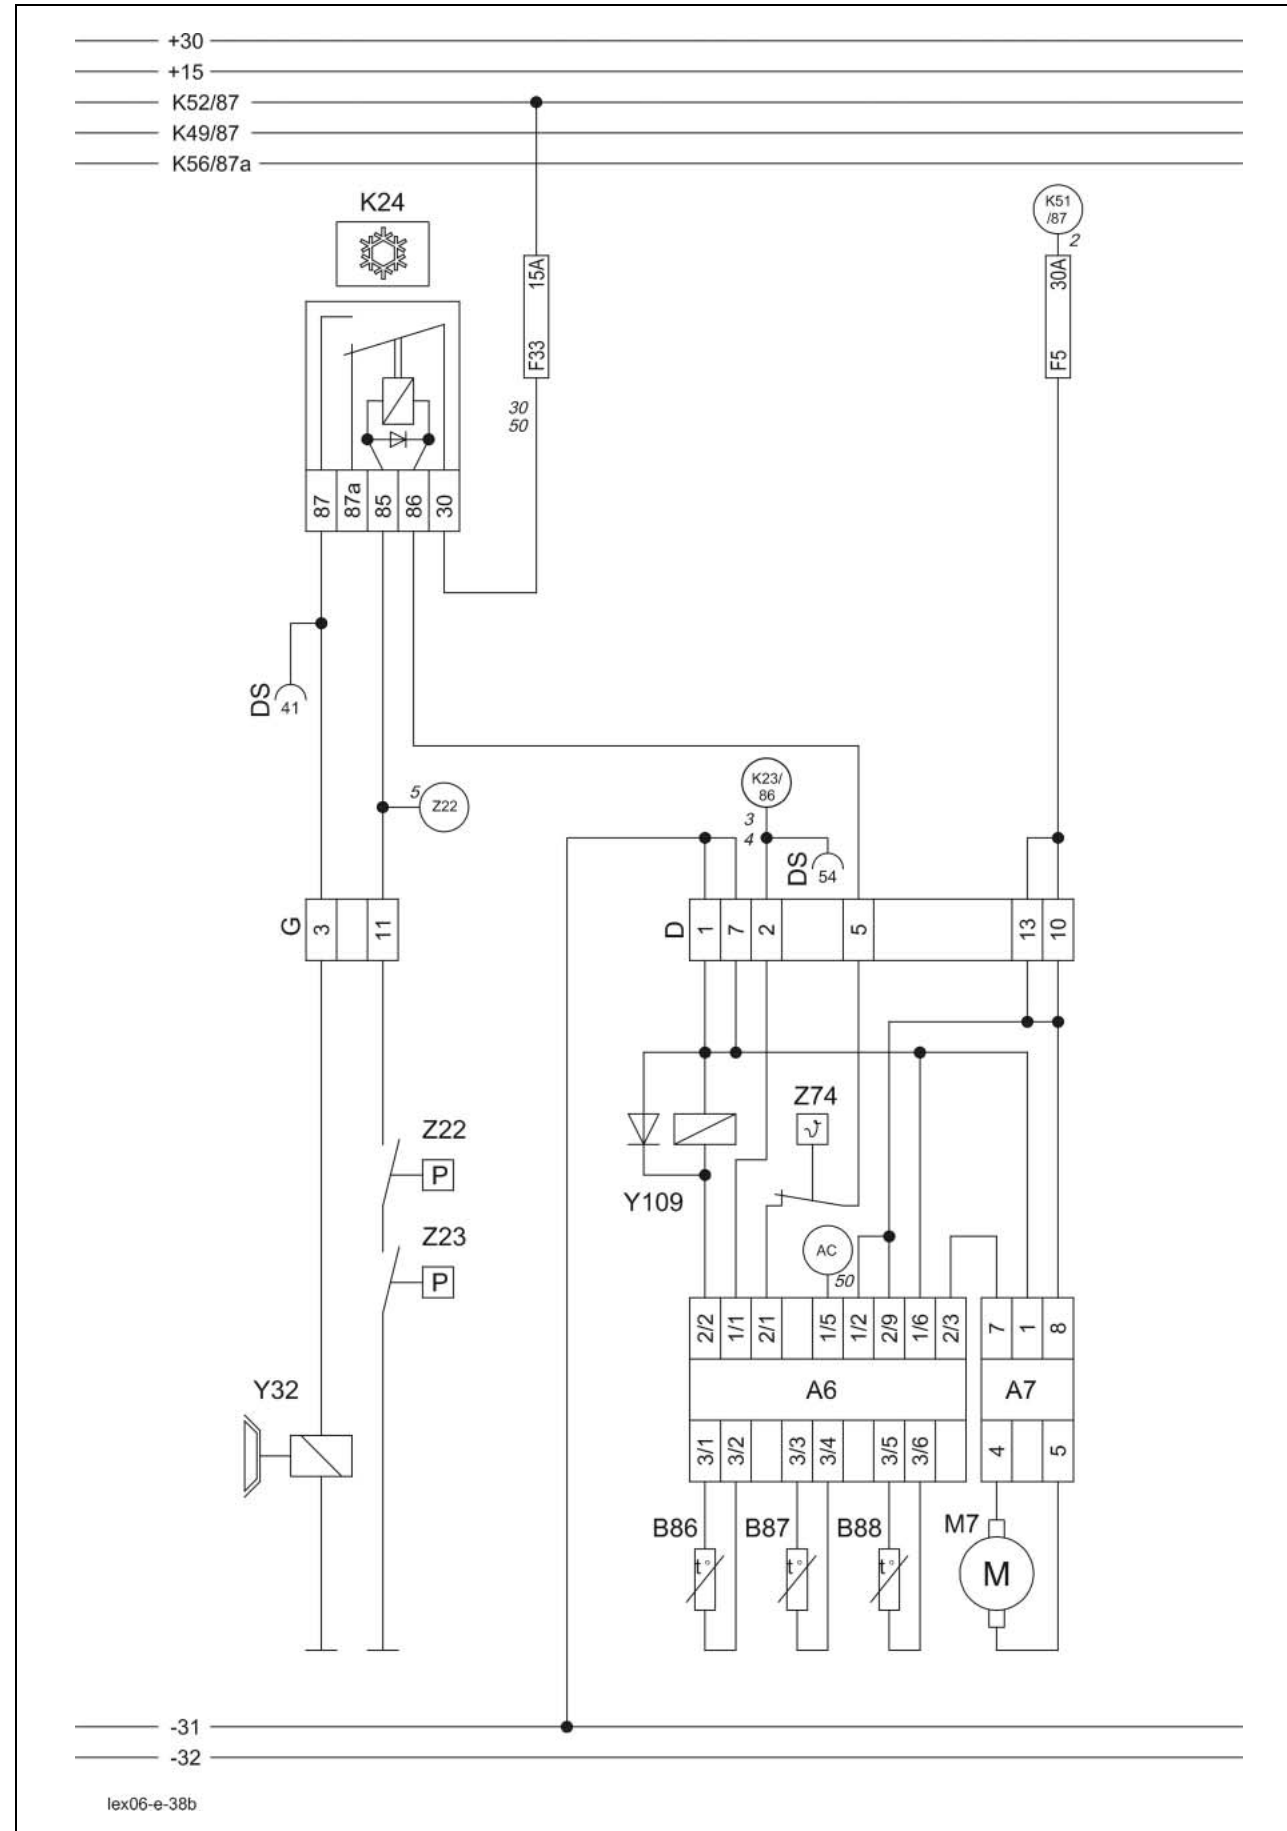 +30
+15
K52/87
K49/87
K56/87a
K24
K51
/87
2
15A
30A
F33
F5
30
50
87
87a
85
86
30
DS
41
5
Z22
K23/
86
3
4
DS
54
G
3
11
D
1
7
2
5
13
10
Z22
P
Z23
P
Z74
ϑ
Y109
AC
50
2/2
1/1
2/1
1/5
1/2
2/9
1/6
2/3
7
1
8
Y32
A6
A7
3/1
3/2
3/3
3/4
3/5
3/6
4
5
B86
B87
B88
M7
t°
t°
t°
M
-31
-32
lex06-e-38b